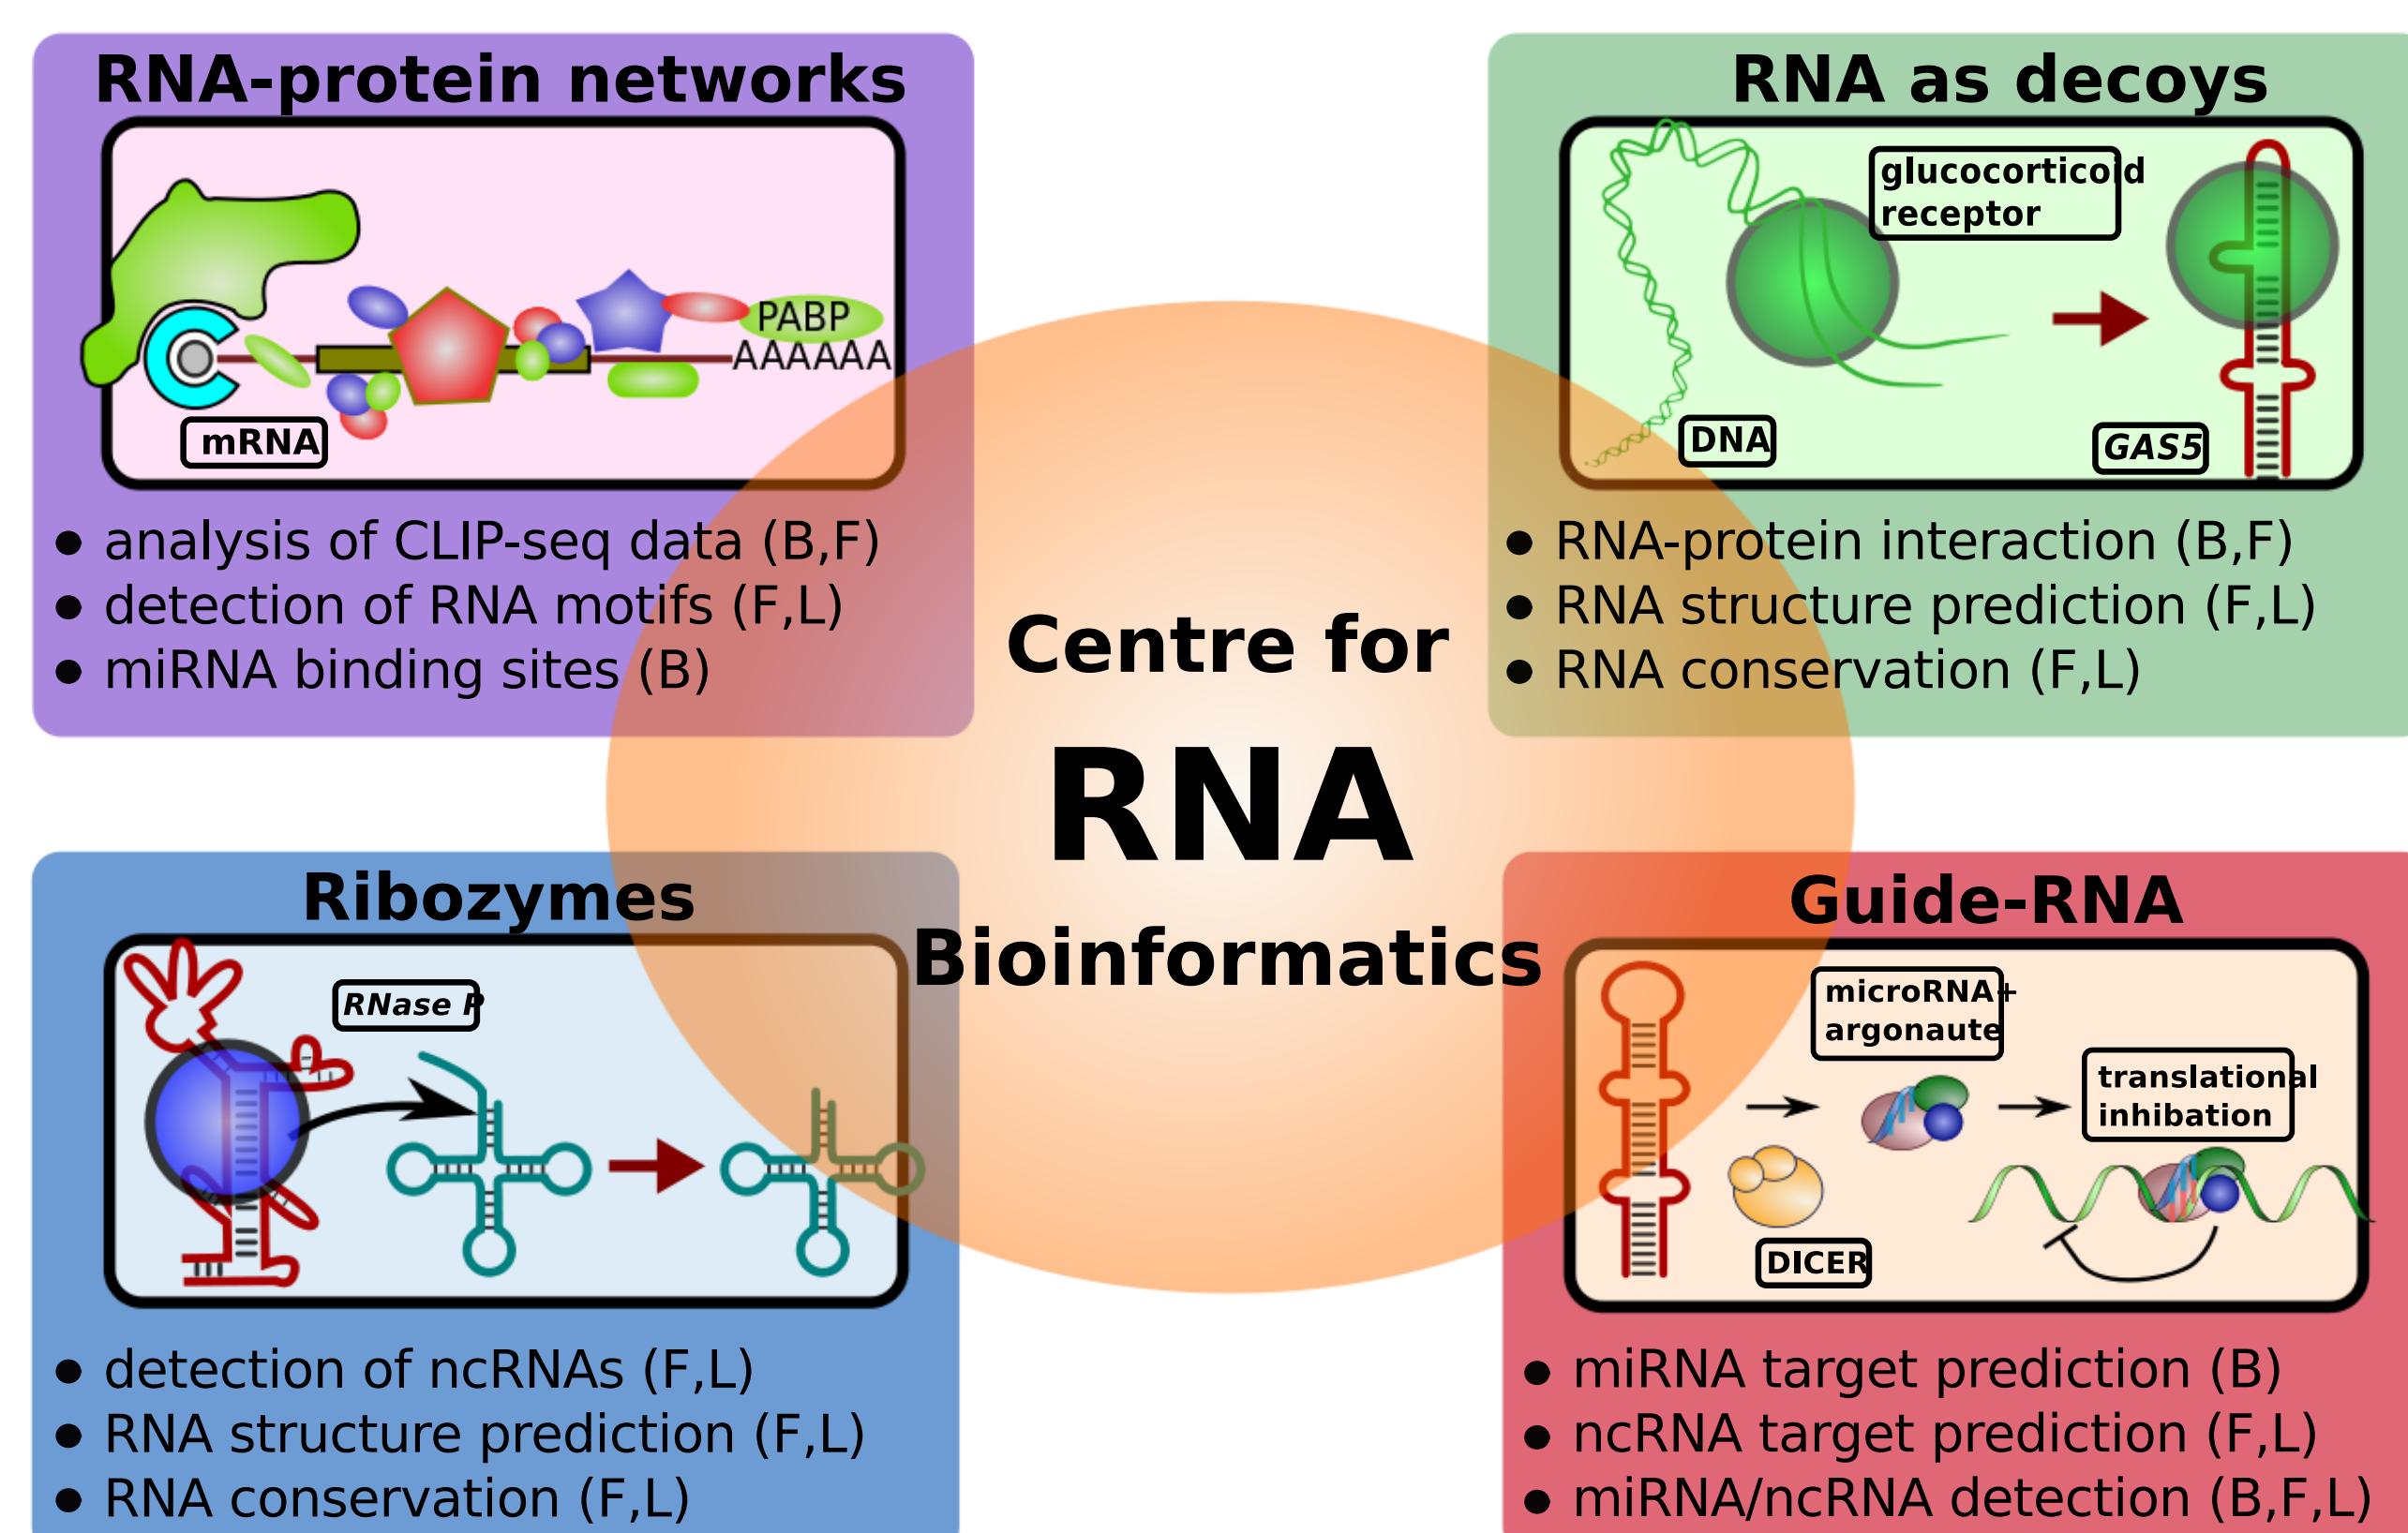 RNA-protein networks
PABP
AAAAAA
mRNA
• analysis of CLIP-seq data (B,F)
• detection of RNA motifs (F,L)
• miRNA binding sites (B)
RNA as decoys
glucocorticoid
receptor
DNA
GAS5
• RNA-protein interaction (B,F)
• RNA structure prediction (F,L)
• RNA conservation (F,L)
Centre for
RNA
Bioinformatics
Ribozymes
RNase P
• detection of ncRNAs (F,L)
• RNA structure prediction (F,L)
• RNA conservation (F,L)
Guide-RNA
microRNA+
argonaute
translational
inhibation
DICER
• miRNA target prediction (B)
• ncRNA target prediction (F,L)
• miRNA/ncRNA detection (B,F,L)